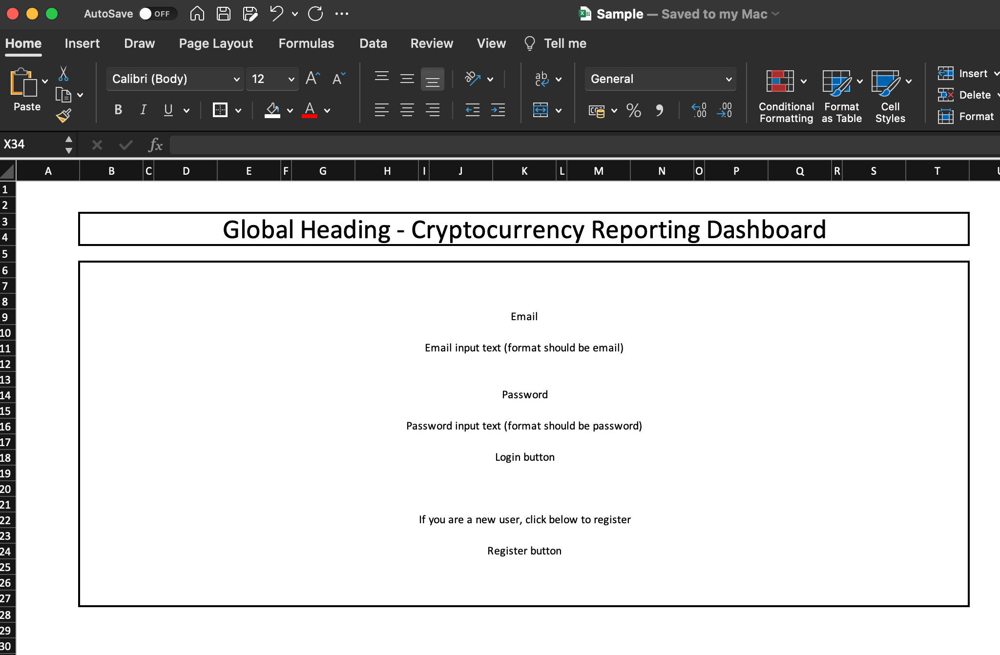 AutoSave OFF
Sample — Saved to my Mac
Home Insert Draw Page Layout Formulas Data Review View Tell me
Paste
Calibri (Body) 12
B I U
General
Conditional Formatting
Format as Table
Cell Styles
Insert
Delete
Format
X34
fx
A B C D E F G H I J K L M N O P Q R S T
1
2
3
4
5
6
7
8
9
10
11
12
13
14
15
16
17
18
19
20
21
22
23
24
25
26
27
28
29
30
Global Heading - Cryptocurrency Reporting Dashboard
Email
Email input text (format should be email)
Password
Password input text (format should be password)
Login button
If you are a new user, click below to register
Register button